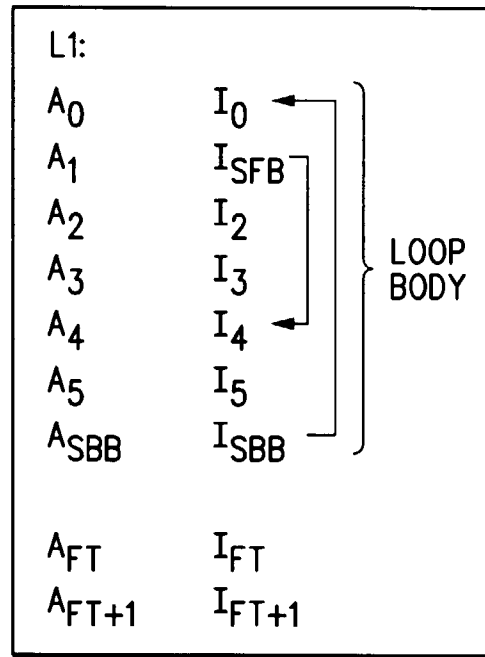 L1:
A0 I0
A1 ISFB
A2 I2
A3 I3
A4 I4
A5 I5
ASBB ISBB
LOOP
BODY
AFT IFT
AFT+1 IFT+1